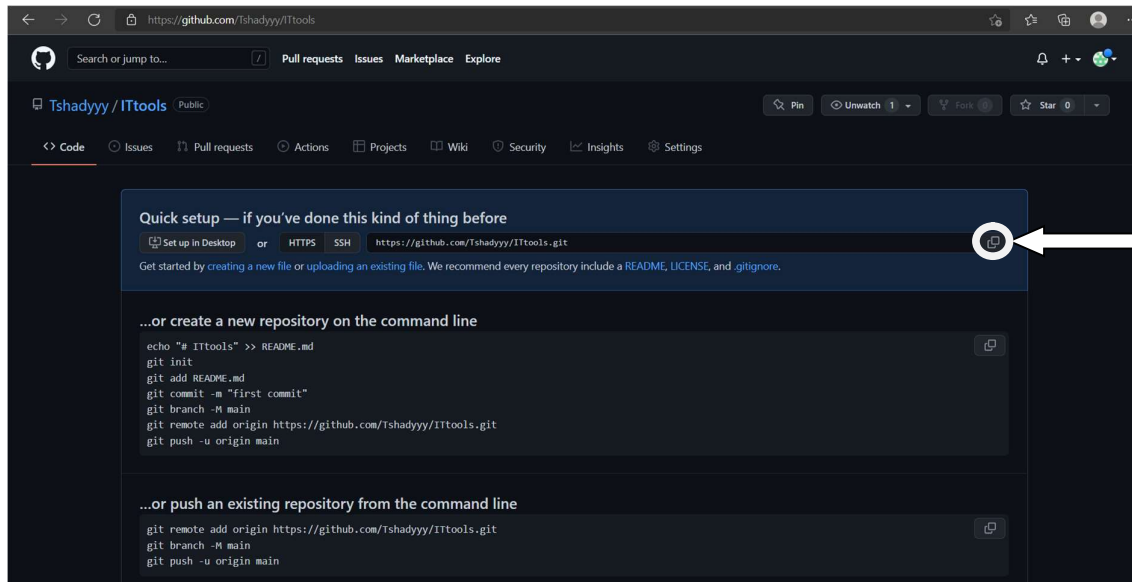 https://github.com/Tshadyyy/ITtools
Search or jump to... / Pull requests Issues Marketplace Explore
Tshadyyy / ITtools Public Pin Unwatch 1 Fork 0 Star 0
<> Code Issues Pull requests Actions Projects Wiki Security Insights Settings
Quick setup — if you've done this kind of thing before
Set up in Desktop or HTTPS SSH https://github.com/Tshadyyy/ITtools.git
Get started by creating a new file or uploading an existing file. We recommend every repository include a README, LICENSE, and .gitignore.
...or create a new repository on the command line
echo "# ITtools" >> README.md
git init
git add README.md
git commit -m "first commit"
git branch -M main
git remote add origin https://github.com/Tshadyyy/ITtools.git
git push -u origin main
...or push an existing repository from the command line
git remote add origin https://github.com/Tshadyyy/ITtools.git
git branch -M main
git push -u origin main